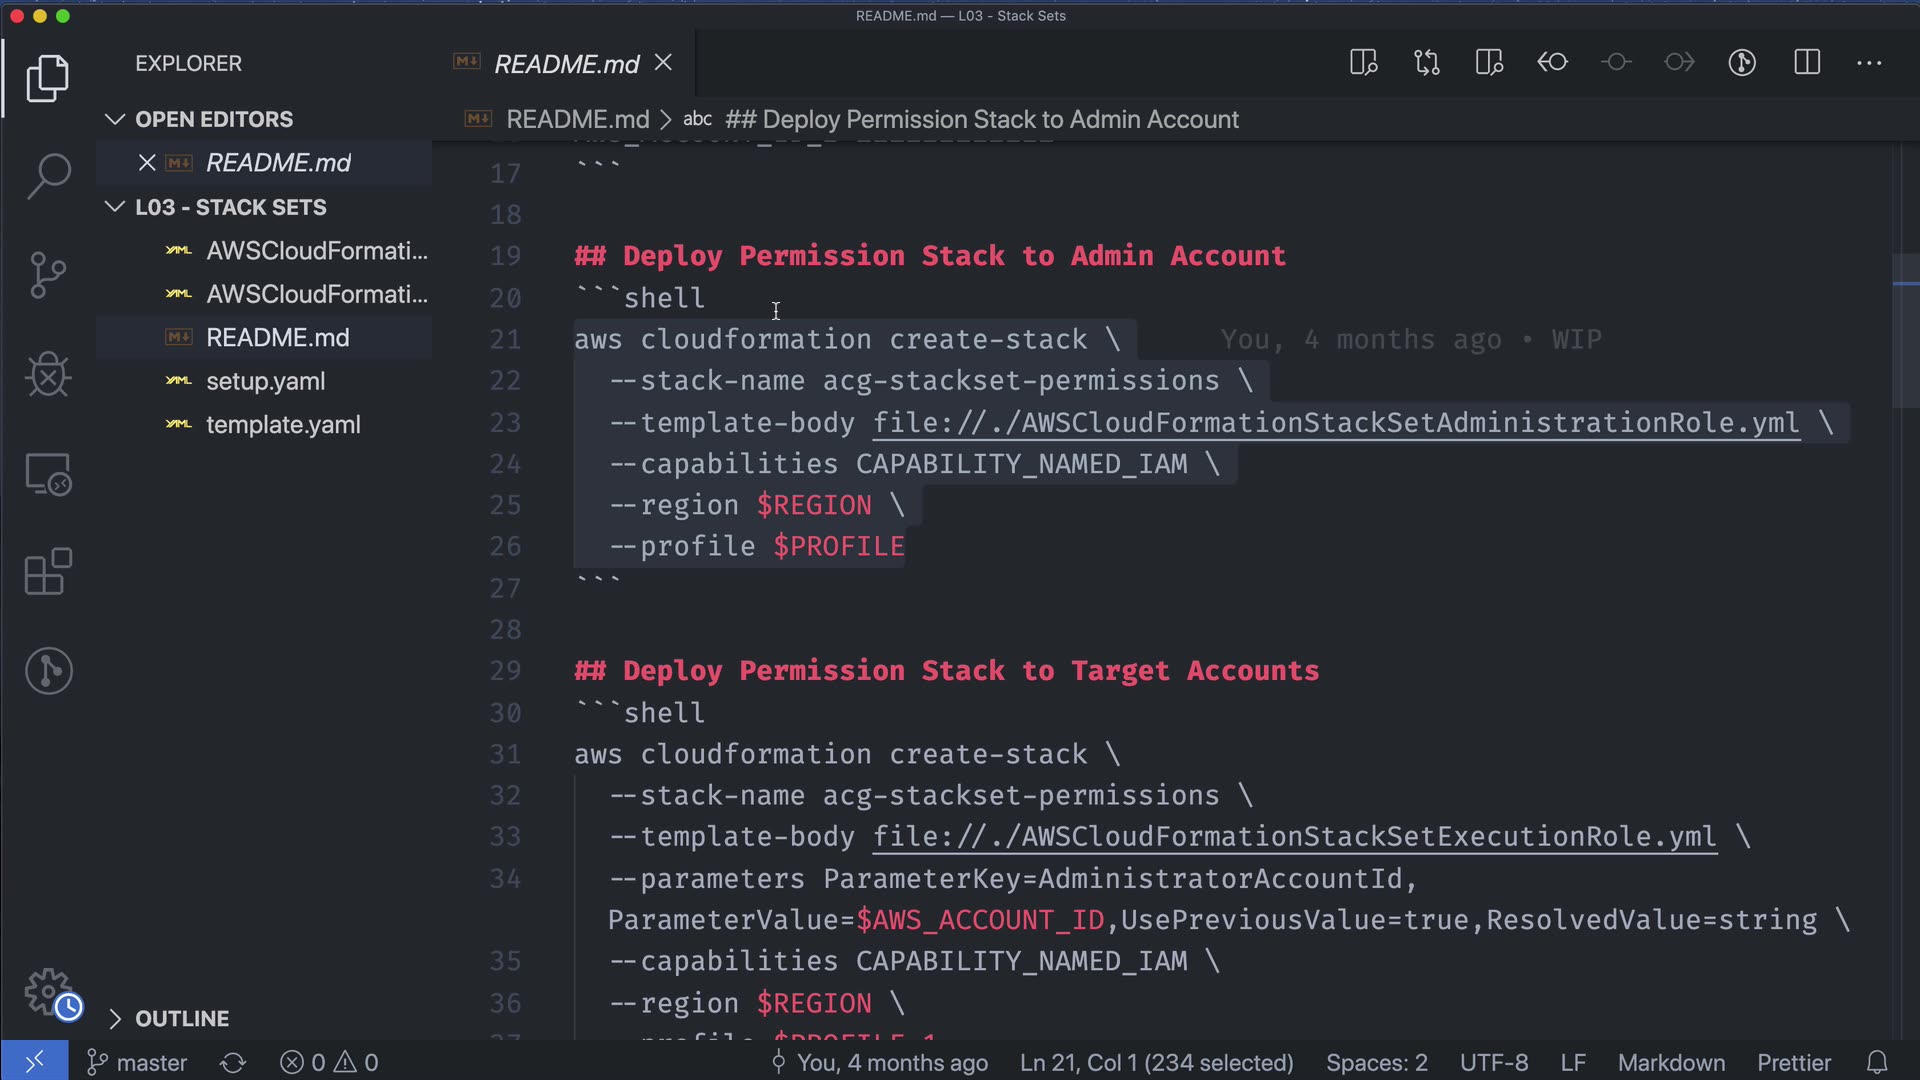 README.md — L03 - Stack Sets
EXPLORER
README.md
OPEN EDITORS
README.md
L03 - STACK SETS
AWSCloudFormati...
AWSCloudFormati...
README.md
setup.yaml
template.yaml
OUTLINE
README.md > abc ## Deploy Permission Stack to Admin Account
17 ```
18
19 ## Deploy Permission Stack to Admin Account
20 ```shell
21 aws cloudformation create-stack \ You, 4 months ago • WIP
22 --stack-name acg-stackset-permissions \
23 --template-body file://./AWSCloudFormationStackSetAdministrationRole.yml \
24 --capabilities CAPABILITY_NAMED_IAM \
25 --region $REGION \
26 --profile $PROFILE
27 ```
28
29 ## Deploy Permission Stack to Target Accounts
30 ```shell
31 aws cloudformation create-stack \
32 --stack-name acg-stackset-permissions \
33 --template-body file://./AWSCloudFormationStackSetExecutionRole.yml \
34 --parameters ParameterKey=AdministratorAccountId,
ParameterValue=$AWS_ACCOUNT_ID,UsePreviousValue=true,ResolvedValue=string \
35 --capabilities CAPABILITY_NAMED_IAM \
36 --region $REGION \
37 --profile $PROFILE_1
master 0 0 You, 4 months ago Ln 21, Col 1 (234 selected) Spaces: 2 UTF-8 LF Markdown Prettier